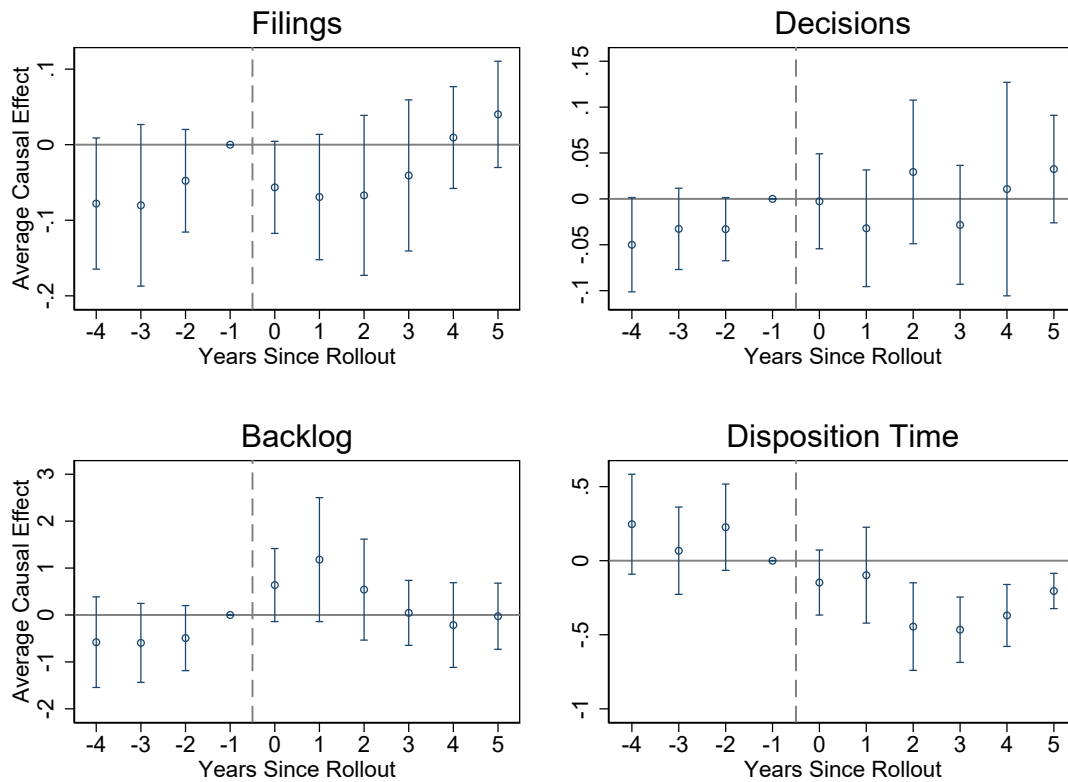 Filings
Average Causal Effect
.1
0
-.1
-.2
-4 -3 -2 -1 0 1 2 3 4 5
Years Since Rollout
Decisions
.15
.1
.05
0
-.05
-.1
-4 -3 -2 -1 0 1 2 3 4 5
Years Since Rollout
Backlog
Average Causal Effect
3
2
1
0
-1
-2
-4 -3 -2 -1 0 1 2 3 4 5
Years Since Rollout
Disposition Time
.5
0
-.5
-1
-4 -3 -2 -1 0 1 2 3 4 5
Years Since Rollout